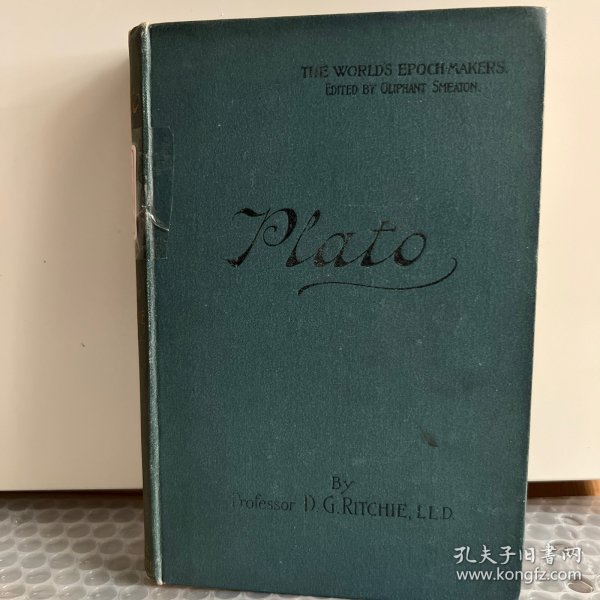 THE WORLD'S EPOCH-MAKERS.
EDITED BY OLIPHANT SMEATON.
Plato
BY
Professor D. G. RITCHIE, LL.D.
孔夫子旧书网
www.kongfz.com